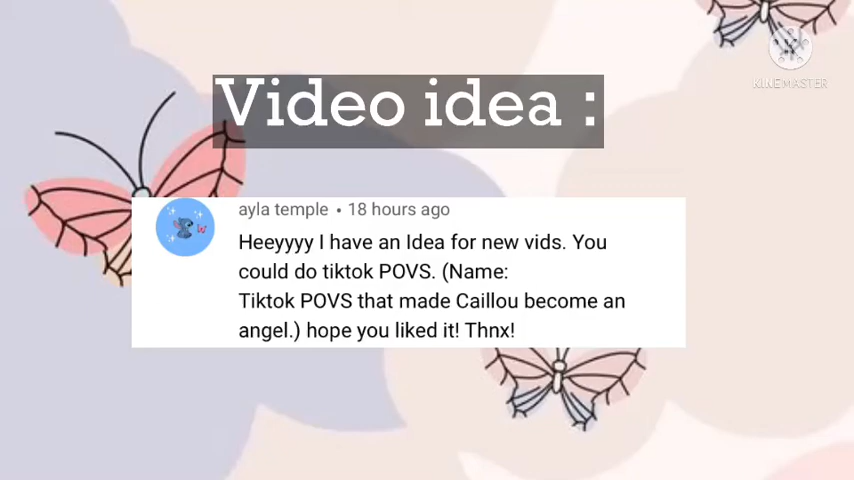 KINEMASTER
Video idea :
ayla temple • 18 hours ago
Heeyyyy I have an Idea for new vids. You
could do tiktok POVS. (Name:
Tiktok POVS that made Caillou become an
angel.) hope you liked it! Thnx!